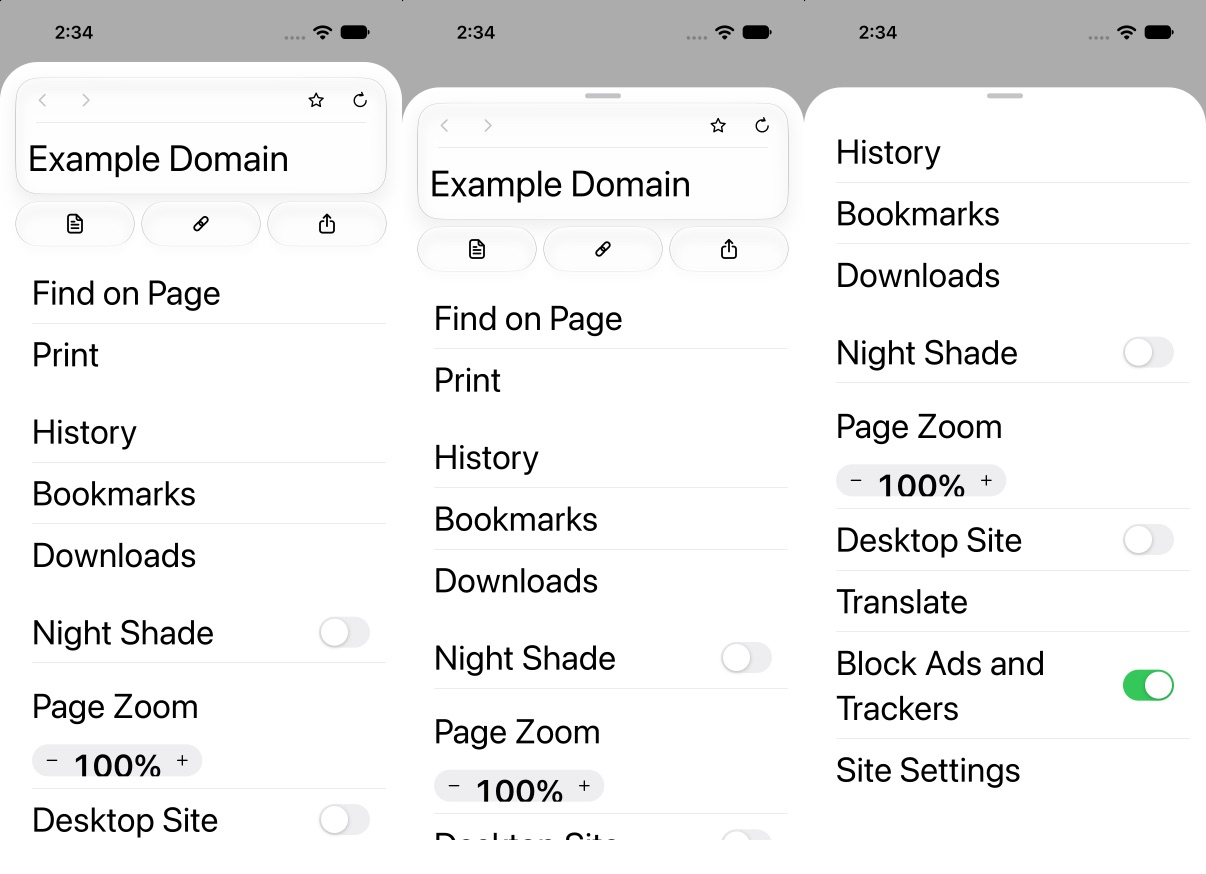 2:34
Example Domain
Find on Page
Print
History
Bookmarks
Downloads
Night Shade
Page Zoom
− 100% +
Desktop Site
2:34
Example Domain
Find on Page
Print
History
Bookmarks
Downloads
Night Shade
Page Zoom
− 100% +
Desktop Site
2:34
History
Bookmarks
Downloads
Night Shade
Page Zoom
− 100% +
Desktop Site
Translate
Block Ads and
Trackers
Site Settings